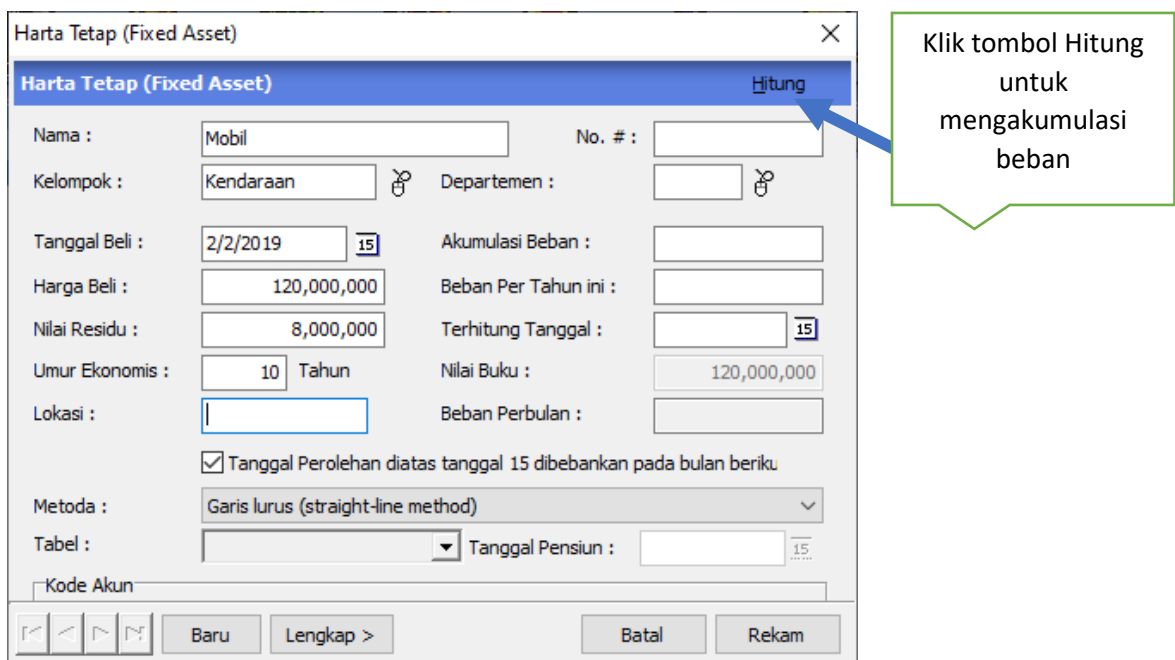 Harta Tetap (Fixed Asset)
Harta Tetap (Fixed Asset) Hitung
Nama : Mobil No. # :
Kelompok : Kendaraan Departemen :
Tanggal Beli : 2/2/2019 15 Akumulasi Beban :
Harga Beli : 120,000,000 Beban Per Tahun ini :
Nilai Residu : 8,000,000 Terhitung Tanggal : 15
Umur Ekonomis : 10 Tahun Nilai Buku : 120,000,000
Lokasi : Beban Perbulan :
Tanggal Perolehan diatas tanggal 15 dibebankan pada bulan beriku
Metoda : Garis lurus (straight-line method)
Tabel : Tanggal Pensiun : 15
Kode Akun
Baru Lengkap > Batal Rekam
Klik tombol Hitung
untuk
mengakumulasi
beban